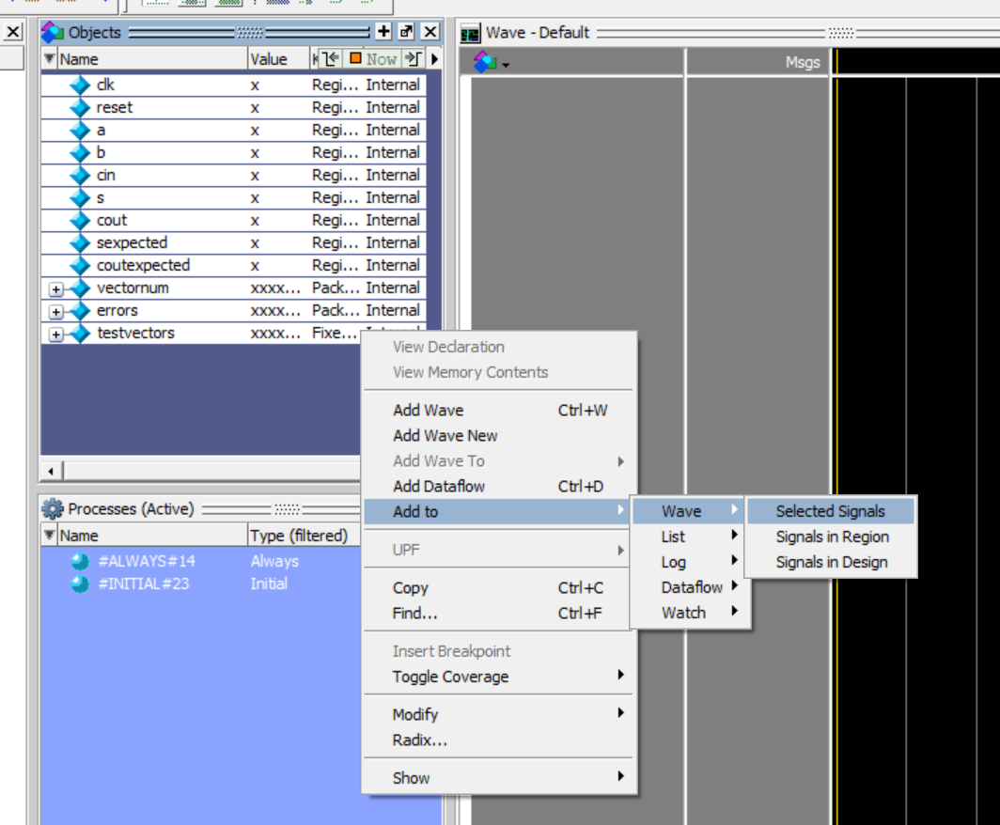 Objects
Name Value Now
clk x Regi... Internal
reset x Regi... Internal
a x Regi... Internal
b x Regi... Internal
cin x Regi... Internal
s x Regi... Internal
cout x Regi... Internal
sexpected x Regi... Internal
coutexpected x Regi... Internal
vectornum xxxx... Pack... Internal
errors xxxx... Pack... Internal
testvectors xxxx... Fixe... Internal
Processes (Active)
Name Type (filtered)
#ALWAYS#14 Always
#INITIAL#23 Initial
Wave - Default
Msgs
View Declaration
View Memory Contents
Add Wave Ctrl+W
Add Wave New
Add Wave To
Add Dataflow Ctrl+D
Add to
UPF
Copy Ctrl+C
Find... Ctrl+F
Insert Breakpoint
Toggle Coverage
Modify
Radix...
Show
Wave
List
Log
Dataflow
Watch
Selected Signals
Signals in Region
Signals in Design